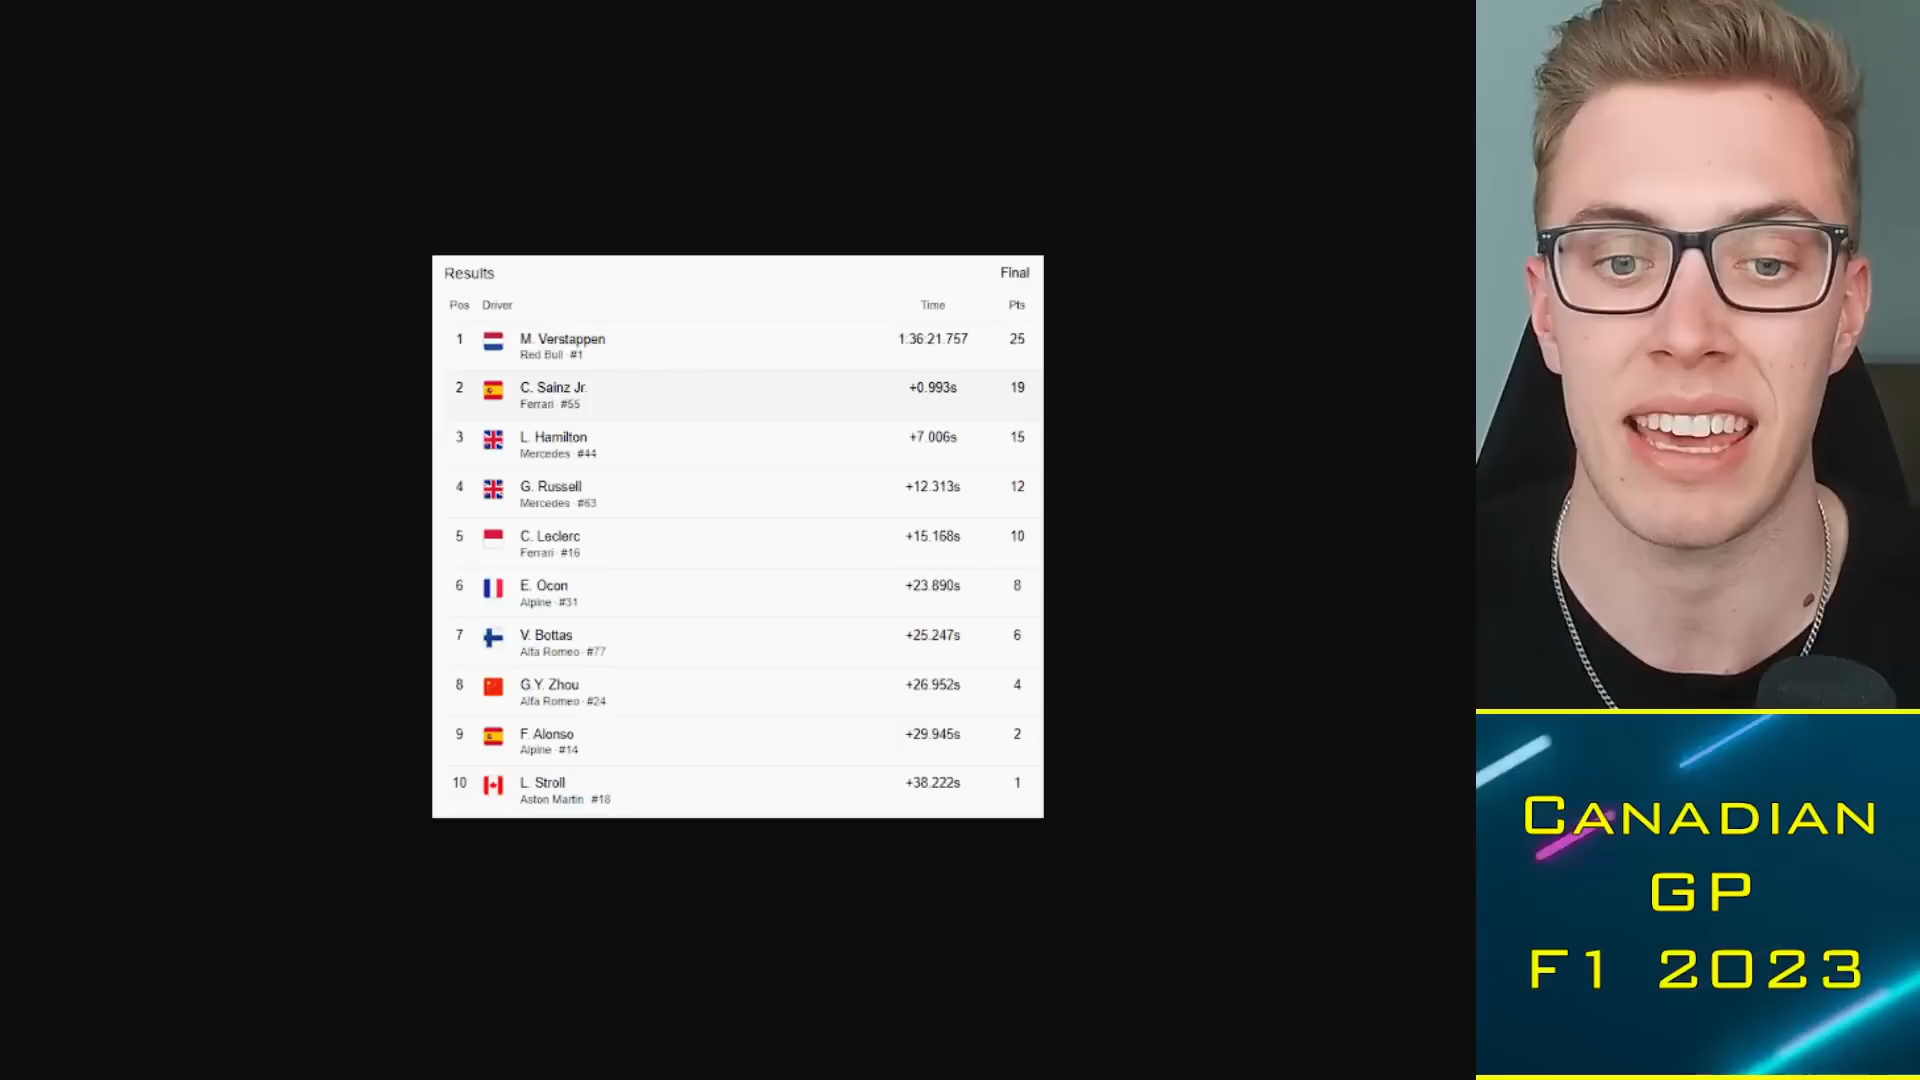 Results Final
Pos Driver Time Pts
1 M. Verstappen 1:36:21.757 25
Red Bull · #1
2 C. Sainz Jr. +0.993s 19
Ferrari · #55
3 L. Hamilton +7.006s 15
Mercedes · #44
4 G. Russell +12.313s 12
Mercedes · #63
5 C. Leclerc +15.168s 10
Ferrari · #16
6 E. Ocon +23.890s 8
Alpine · #31
7 V. Bottas +25.247s 6
Alfa Romeo · #77
8 G.Y. Zhou +26.952s 4
Alfa Romeo · #24
9 F. Alonso +29.945s 2
Alpine · #14
10 L. Stroll +38.222s 1
Aston Martin · #18
CANADIAN
GP
F1 2023